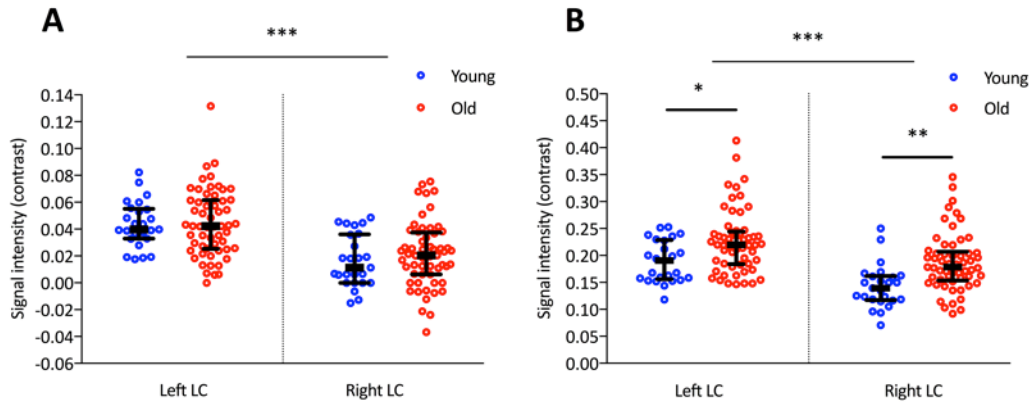 A
***
Young
Old
Signal intensity (contrast)
0.14
0.12
0.10
0.08
0.06
0.04
0.02
0.00
-0.02
-0.04
-0.06
Left LC
Right LC
B
***
Young
Old
*
**
Signal intensity (contrast)
0.50
0.45
0.40
0.35
0.30
0.25
0.20
0.15
0.10
0.05
0.00
Left LC
Right LC